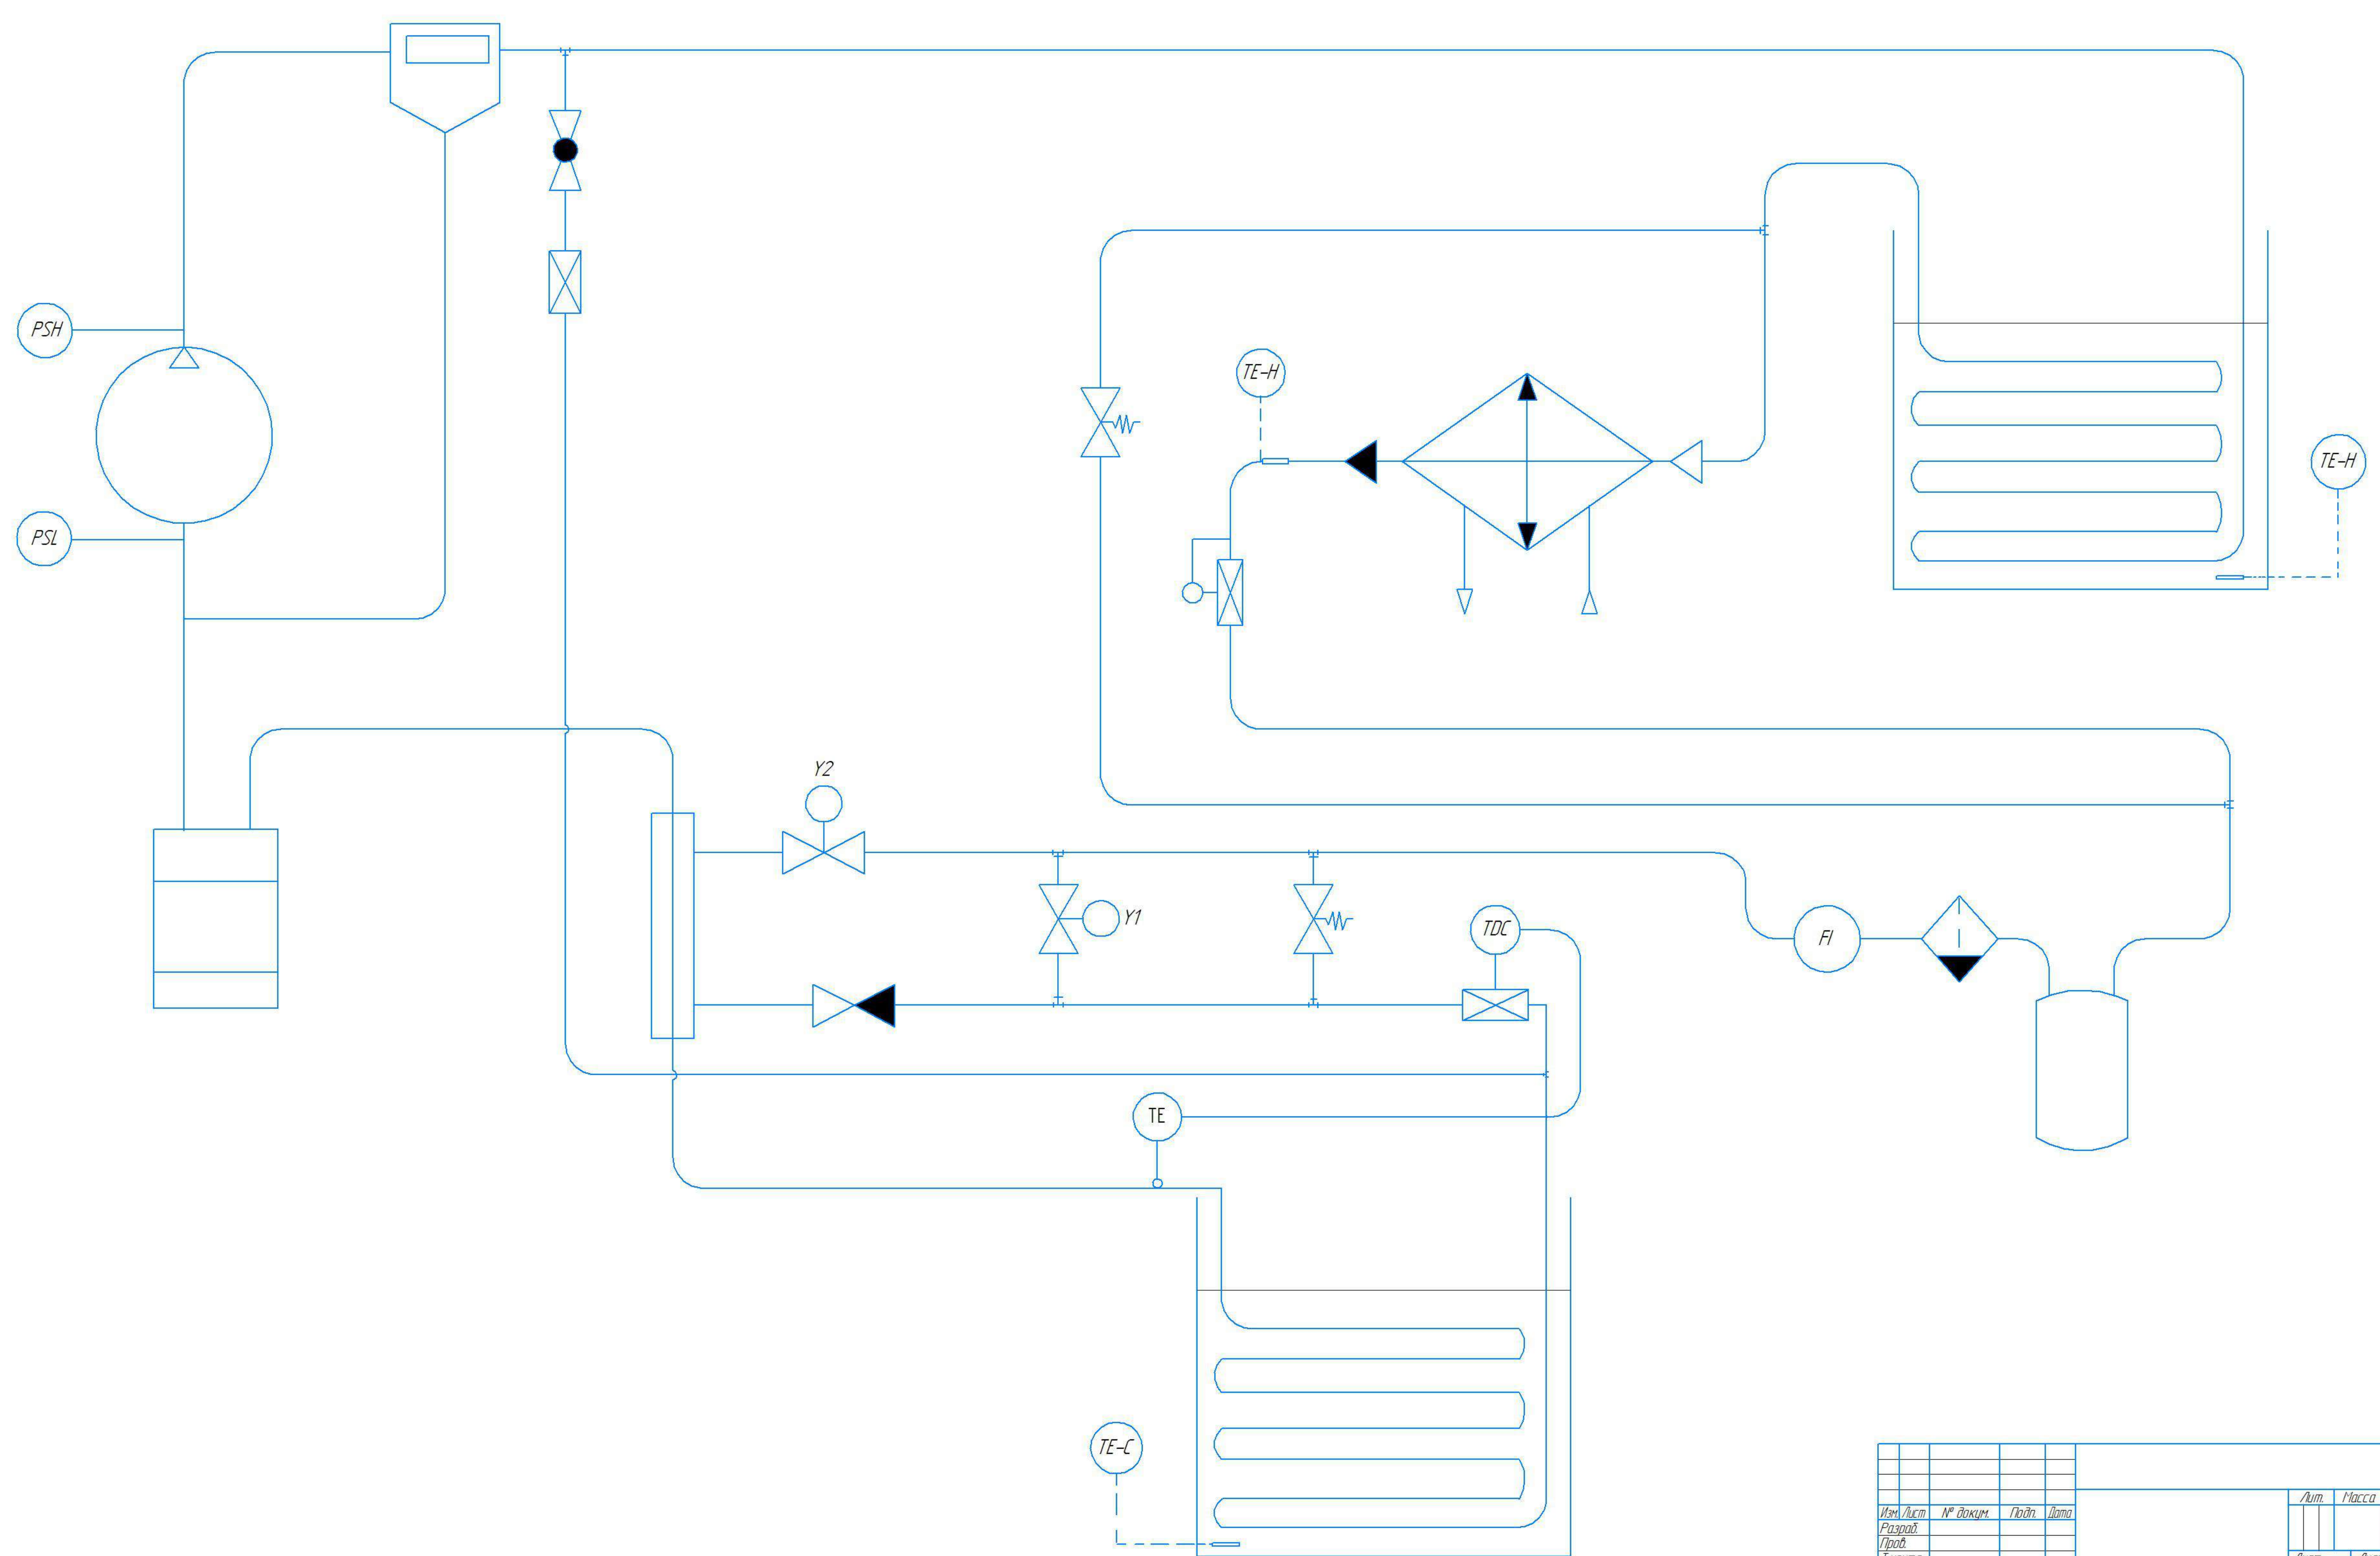 PSH
TE-H
TE-H
PSL
Y2
Y1
TDC
FI
TE
TE-C
Лит. Масса
Изм. Лист № докум. Подп. Дата
Разраб.
Пров.